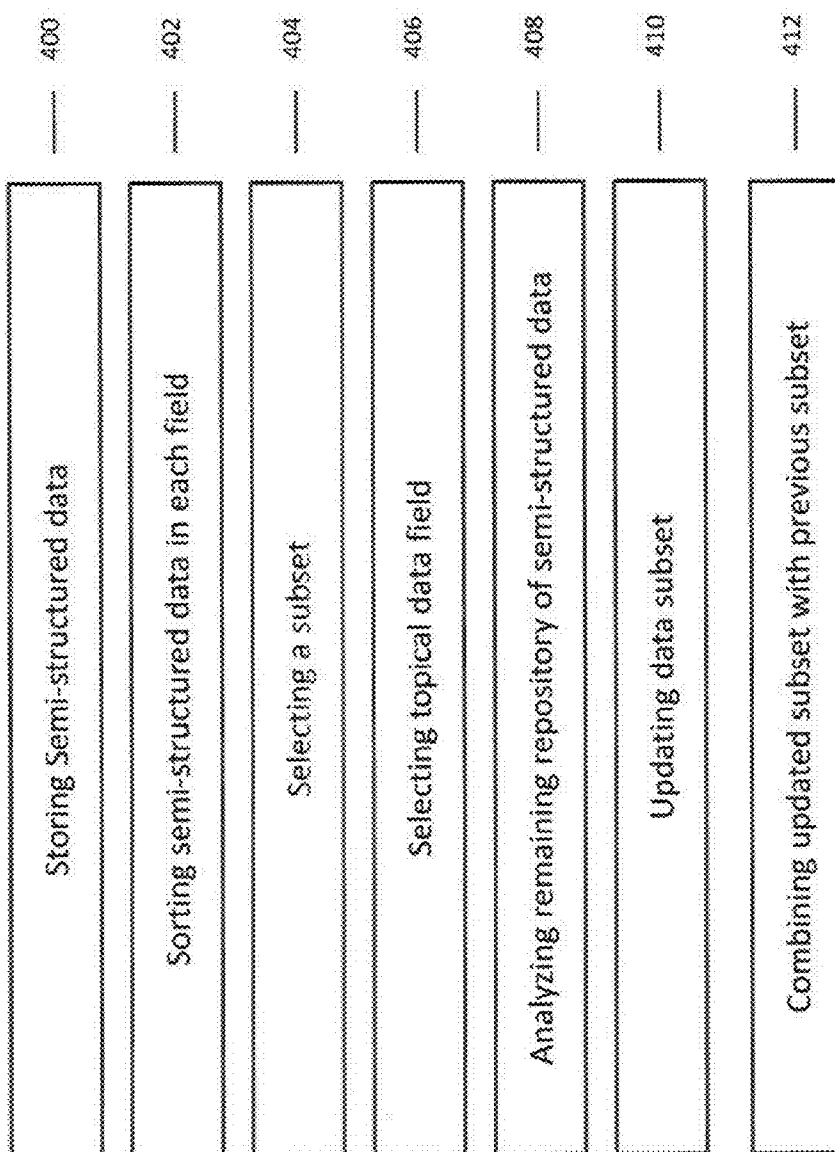 Storing Semi-structured data
400
Sorting semi-structured data in each field
402
Selecting a subset
404
Selecting topical data field
406
Analyzing remaining repository of semi-structured data
408
Updating data subset
410
Combining updated subset with previous subset
412